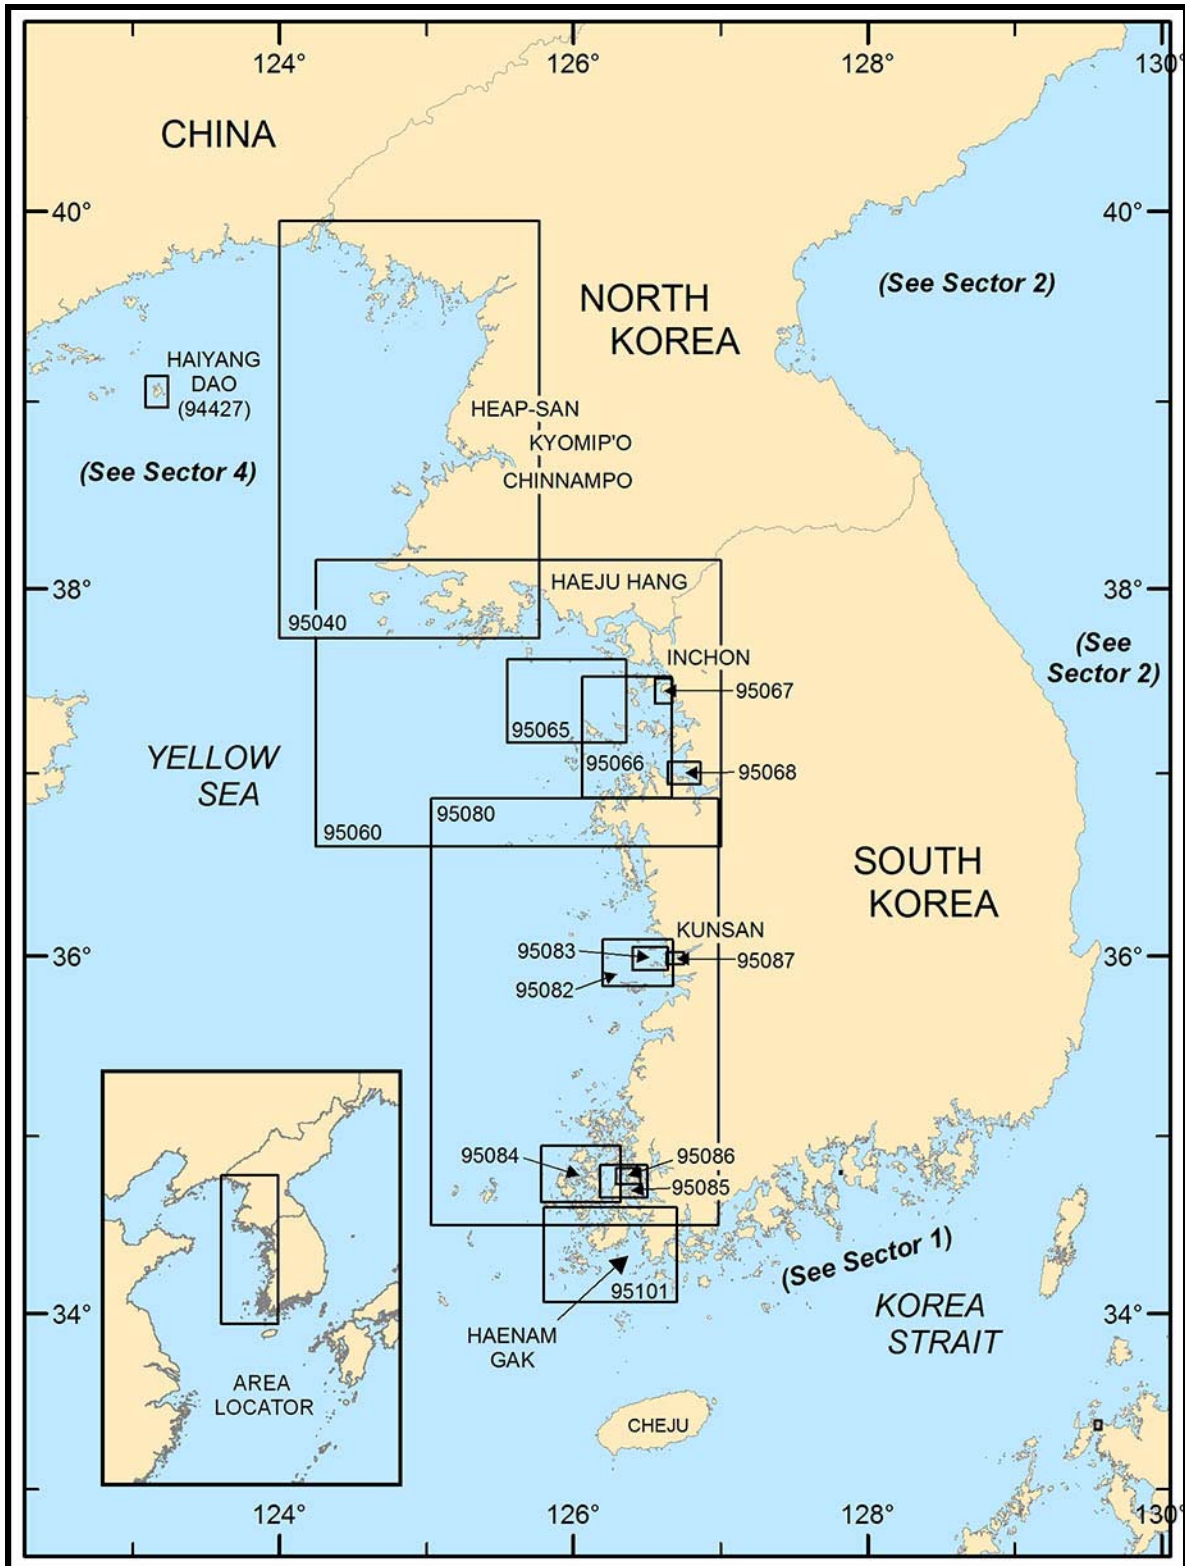 124°
126°
128°
130°
CHINA
40°
40°
(See Sector 2)
NORTH
KOREA
HAIYANG
DAO
(94427)
HEAP-SAN
KYOMIP'O
(See Sector 4)
CHINNAMPO
38°
HAEJU HANG
38°
95040
(See
Sector 2)
INCHON
95067
95065
95066
YELLOW
SEA
95068
95080
95060
SOUTH
KOREA
KUNSAN
95083
95087
36°
36°
95082
95084
95086
95085
(See Sector 1)
95101
34°
34°
KOREA
STRAIT
HAENAM
GAK
AREA
LOCATOR
CHEJU
124°
126°
128°
130°